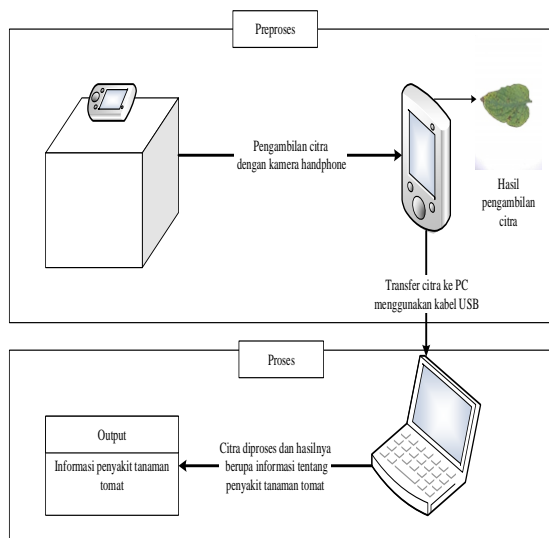 Preproses
Pengambilan citra
dengan kamera handphone
Hasil
pengambilan
citra
Transfer citra ke PC
menggunakan kabel USB
Proses
Output
Informasi penyakit tanaman
tomat
Citra diproses dan hasilnya
berupa informasi tentang
penyakit tanaman tomat